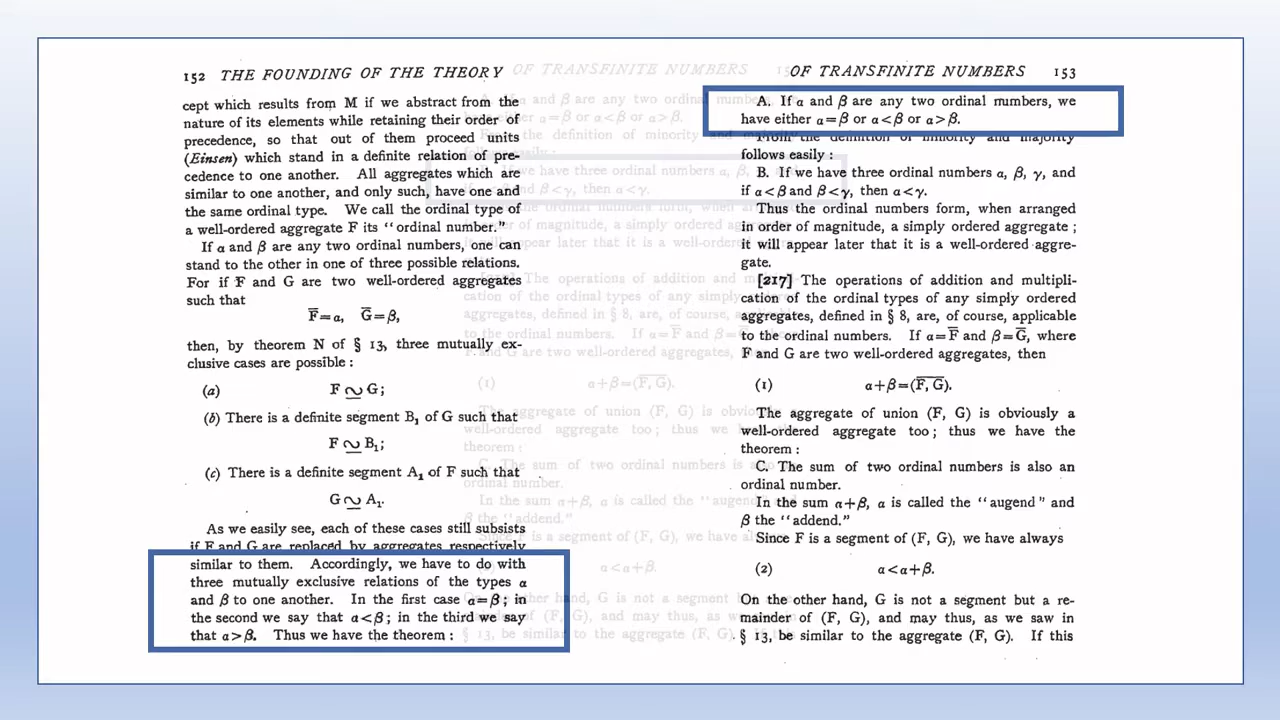 152 THE FOUNDING OF THE THEORY
cept which results from M if we abstract from the
nature of its elements while retaining their order of
precedence, so that out of them proceed units
(Einsen) which stand in a definite relation of pre-
cedence to one another. All aggregates which are
similar to one another, and only such, have one and
the same ordinal type. We call the ordinal type of
a well-ordered aggregate F its "ordinal number."
If α and β are any two ordinal numbers, one can
stand to the other in one of three possible relations.
For if F and G are two well-ordered aggregates
such that
F̅=α, G̅=β,
then, by theorem N of § 13, three mutually ex-
clusive cases are possible :
(a) F ≃ G;
(b) There is a definite segment B₁ of G such that
F ≃ B₁;
(c) There is a definite segment A₁ of F such that
G ≃ A₁.
As we easily see, each of these cases still subsists
if F and G are replaced by aggregates respectively
similar to them. Accordingly, we have to do with
three mutually exclusive relations of the types α
and β to one another. In the first case α=β; in
the second we say that α<β; in the third we say
that α>β. Thus we have the theorem :
OF TRANSFINITE NUMBERS 153
A. If α and β are any two ordinal numbers, we
have either α=β or α<β or α>β.
From the definition of minority and majority
follows easily :
B. If we have three ordinal numbers α, β, γ, and
if α<β and β<γ, then α<γ.
Thus the ordinal numbers form, when arranged
in order of magnitude, a simply ordered aggregate ;
it will appear later that it is a well-ordered aggre-
gate.
[217] The operations of addition and multipli-
cation of the ordinal types of any simply ordered
aggregates, defined in § 8, are, of course, applicable
to the ordinal numbers. If α=F̅ and β=G̅, where
F and G are two well-ordered aggregates, then
(1) α+β=(F̅,̅ ̅G̅).
The aggregate of union (F, G) is obviously a
well-ordered aggregate too ; thus we have the
theorem :
C. The sum of two ordinal numbers is also an
ordinal number.
In the sum α+β, α is called the "augend" and
β the "addend."
Since F is a segment of (F, G), we have always
(2) α<α+β.
On the other hand, G is not a segment but a re-
mainder of (F, G), and may thus, as we saw in
§ 13, be similar to the aggregate (F, G). If this